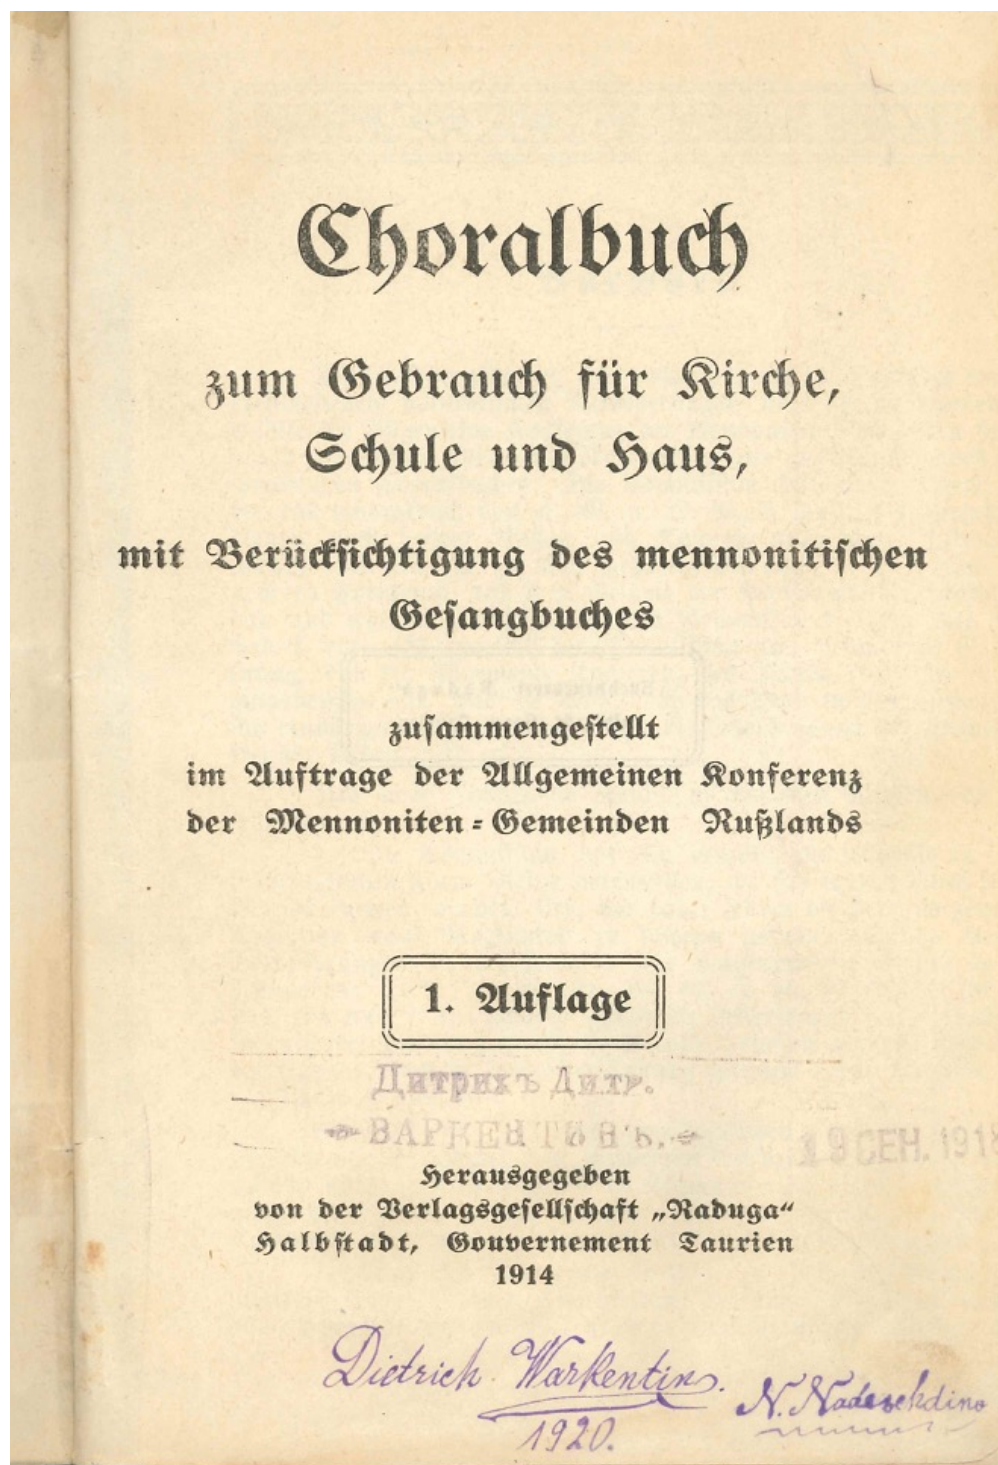 Choralbuch
zum Gebrauch für Kirche,
Schule und Haus,
mit Berücksichtigung des mennonitischen
Gesangbuches
zusammengestellt
im Auftrage der Allgemeinen Konferenz
der Mennoniten-Gemeinden Rußlands
1. Auflage
Дитрихъ Дитр.
ВАРКЕНТИНЪ.
19 СЕН. 191
Herausgegeben
von der Verlagsgesellschaft „Raduga“
Halbstadt, Gouvernement Taurien
1914
Dietrich Warkentin.
N. Nadeschdino
1920.